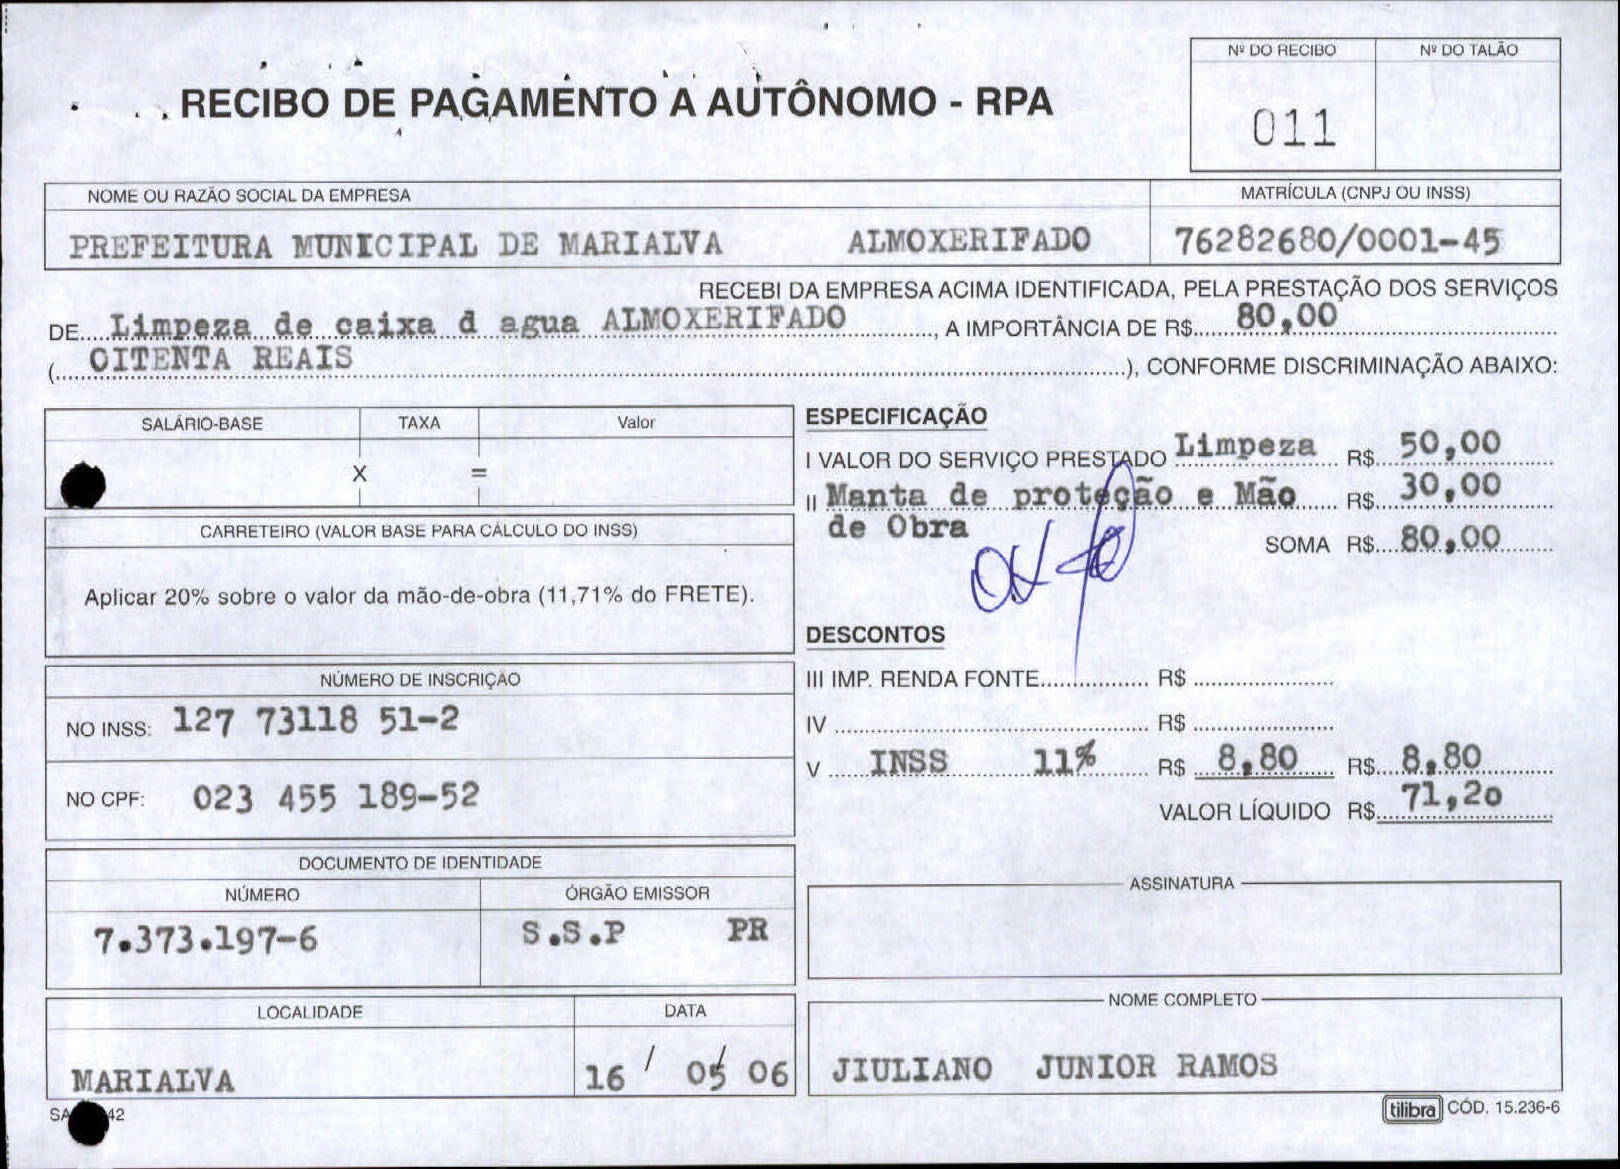 Nº DO RECIBO Nº DO TALÃO
RECIBO DE PAGAMENTO A AUTÔNOMO - RPA
011
NOME OU RAZÃO SOCIAL DA EMPRESA MATRÍCULA (CNPJ OU INSS)
PREFEITURA MUNICIPAL DE MARIALVA ALMOXERIFADO 76282680/0001-45
RECEBI DA EMPRESA ACIMA IDENTIFICADA, PELA PRESTAÇÃO DOS SERVIÇOS
DE Limpeza de caixa d agua ALMOXERIFADO, A IMPORTÂNCIA DE R$ 80,00
(OITENTA REAIS), CONFORME DISCRIMINAÇÃO ABAIXO:
SALÁRIO-BASE TAXA Valor
X =
CARRETEIRO (VALOR BASE PARA CÁLCULO DO INSS)
Aplicar 20% sobre o valor da mão-de-obra (11,71% do FRETE).
NÚMERO DE INSCRIÇÃO
NO INSS: 127 73118 51-2
NO CPF: 023 455 189-52
DOCUMENTO DE IDENTIDADE
NÚMERO ÓRGÃO EMISSOR
7.373.197-6 S.S.P PR
LOCALIDADE DATA
MARIALVA 16 / 05 / 06
ESPECIFICAÇÃO
I VALOR DO SERVIÇO PRESTADO Limpeza R$ 50,00
II Manta de proteção e Mão R$ 30,00
de Obra
SOMA R$ 80,00
DESCONTOS
III IMP. RENDA FONTE R$
IV R$
V INSS 11% R$ 8,80 R$ 8,80
VALOR LÍQUIDO R$ 71,20
ASSINATURA
NOME COMPLETO
JIULIANO JUNIOR RAMOS
tilibra CÓD. 15.236-6